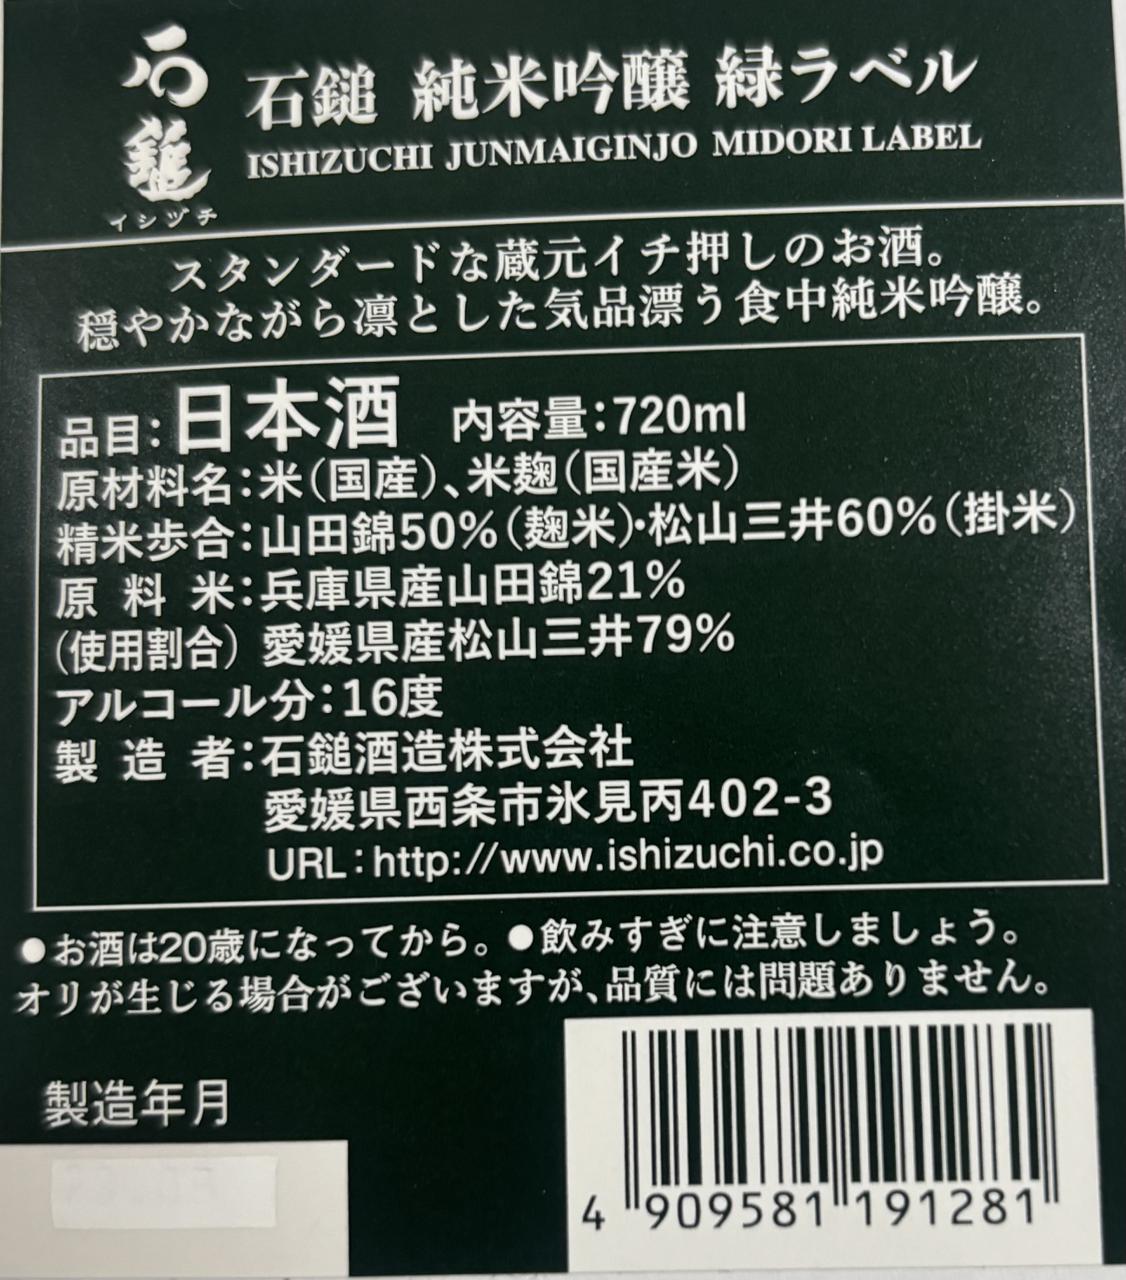 石鎚
イシヅチ
石鎚 純米吟醸 緑ラベル
ISHIZUCHI JUNMAIGINJO MIDORI LABEL
スタンダードな蔵元イチ押しのお酒。
穏やかながら凛とした気品漂う食中純米吟醸。
品目:日本酒 内容量:720ml
原材料名:米(国産)、米麹(国産米)
精米歩合:山田錦50%(麹米)・松山三井60%(掛米)
原 料 米:兵庫県産山田錦21%
(使用割合) 愛媛県産松山三井79%
アルコール分:16度
製 造 者:石鎚酒造株式会社
愛媛県西条市氷見丙402-3
URL:http://www.ishizuchi.co.jp
●お酒は20歳になってから。●飲みすぎに注意しましょう。
オリが生じる場合がございますが、品質には問題ありません。
製造年月
4 909581 191281